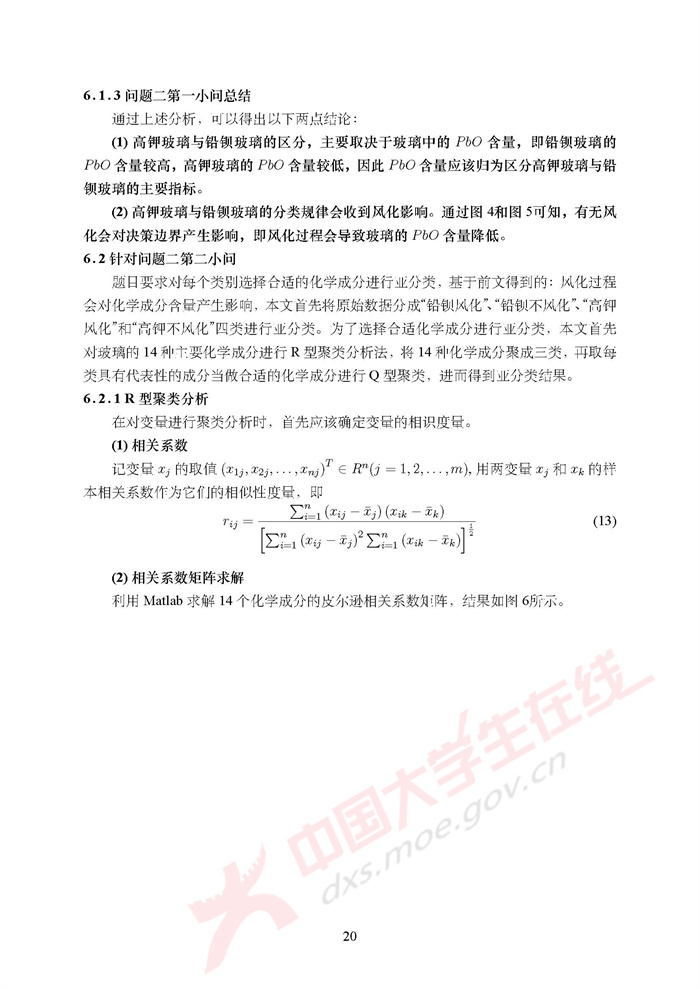 6.1.3 问题二第一小问总结
通过上述分析，可以得出以下两点结论：
(1) 高钾玻璃与铅钡玻璃的区分，主要取决于玻璃中的 PbO 含量，即铅钡玻璃的
PbO 含量较高，高钾玻璃的 PbO 含量较低，因此 PbO 含量应该归为区分高钾玻璃与铅
钡玻璃的主要指标。
(2) 高钾玻璃与铅钡玻璃的分类规律会收到风化影响。通过图 4和图 5可知，有无风
化会对决策边界产生影响，即风化过程会导致玻璃的 PbO 含量降低。
6.2 针对问题二第二小问
题目要求对每个类别选择合适的化学成分进行亚分类，基于前文得到的：风化过程
会对化学成分含量产生影响，本文首先将原始数据分成“铅钡风化”、“铅钡不风化”、“高钾
风化”和“高钾不风化”四类进行亚分类。为了选择合适化学成分进行亚分类，本文首先
对玻璃的 14 种主要化学成分进行 R 型聚类分析法，将 14 种化学成分聚成三类，再取每
类具有代表性的成分当做合适的化学成分进行 Q 型聚类，进而得到亚分类结果。
6.2.1 R 型聚类分析
在对变量进行聚类分析时，首先应该确定变量的相识度量。
(1) 相关系数
记变量 x_j 的取值 (x_{1j}, x_{2j}, . . . , x_{nj})^T ∈ R^n(j = 1, 2, . . . , m), 用两变量 x_j 和 x_k 的样
本相关系数作为它们的相似性度量，即
r_{ij} = \frac{∑_{i=1}^{n} (x_{ij} − x̄_j) (x_{ik} − x̄_k)}{[∑_{i=1}^{n} (x_{ij} − x̄_j)^2 ∑_{i=1}^{n} (x_{ik} − x̄_k)]^{\frac{1}{2}}} (13)
(2) 相关系数矩阵求解
利用 Matlab 求解 14 个化学成分的皮尔逊相关系数矩阵，结果如图 6所示。
中国大学生在线
dxs.moe.gov.cn
20